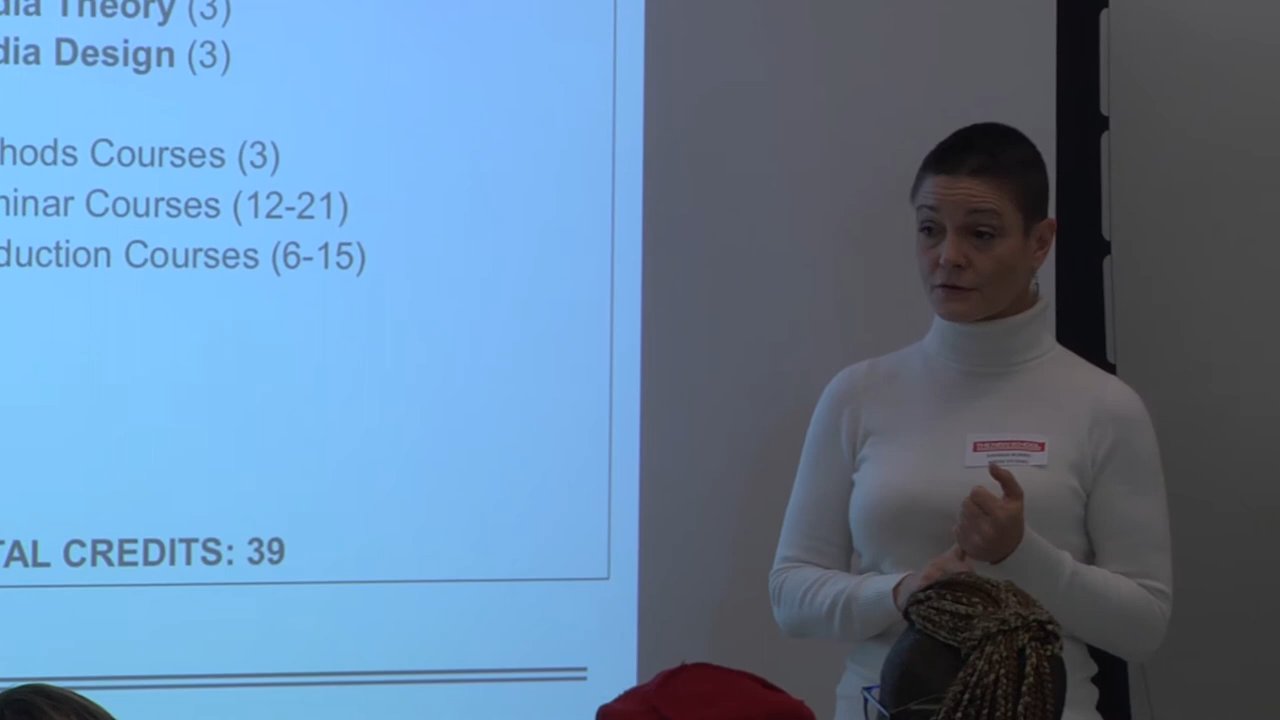 dia Theory (3)
dia Design (3)
hods Courses (3)
ninar Courses (12-21)
duction Courses (6-15)
TAL CREDITS: 39